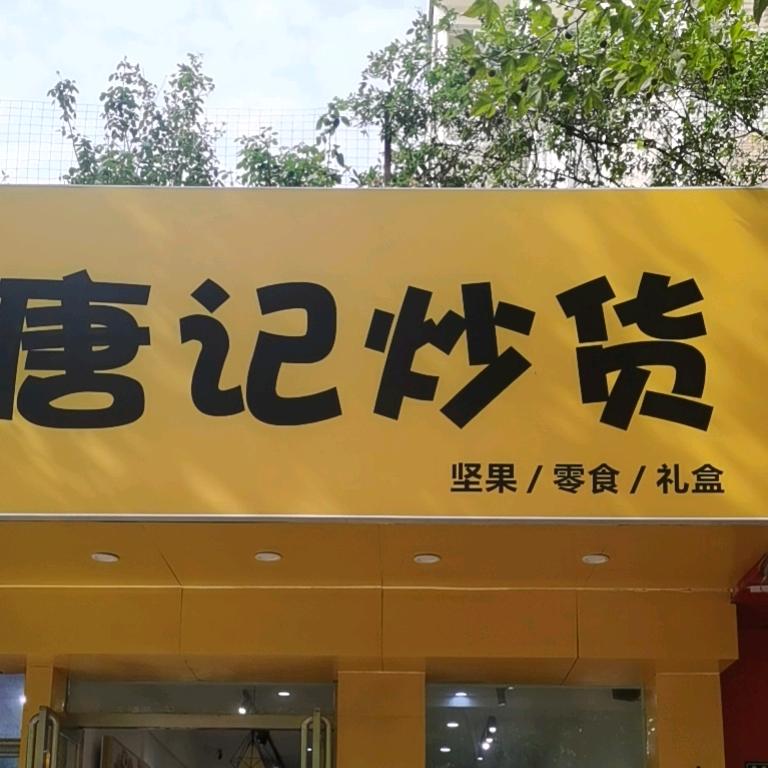 唐记炒货
坚果 / 零食 / 礼盒